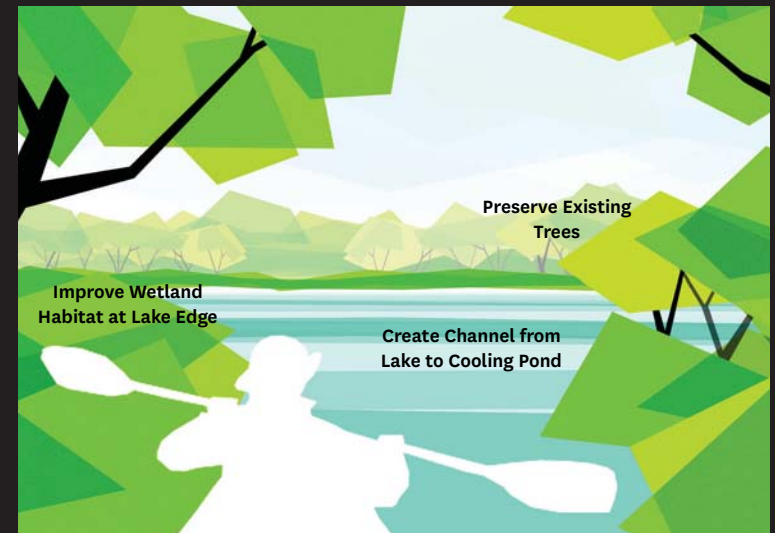 Preserve Existing
Trees
Improve Wetland
Habitat at Lake Edge
Create Channel from
Lake to Cooling Pond